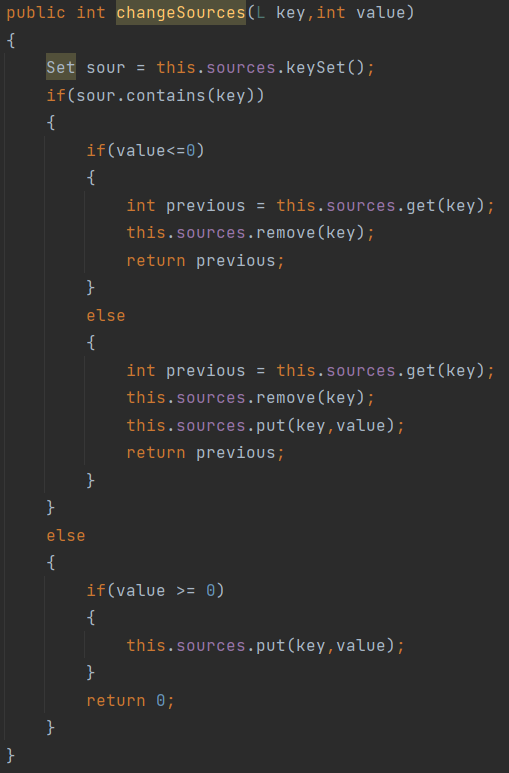 public int changeSources(L key,int value)
{
    Set sour = this.sources.keySet();
    if(sour.contains(key))
    {
        if(value<=0)
        {
            int previous = this.sources.get(key);
            this.sources.remove(key);
            return previous;
        }
        else
        {
            int previous = this.sources.get(key);
            this.sources.remove(key);
            this.sources.put(key,value);
            return previous;
        }
    }
    else
    {
        if(value >= 0)
        {
            this.sources.put(key,value);
        }
        return 0;
    }
}